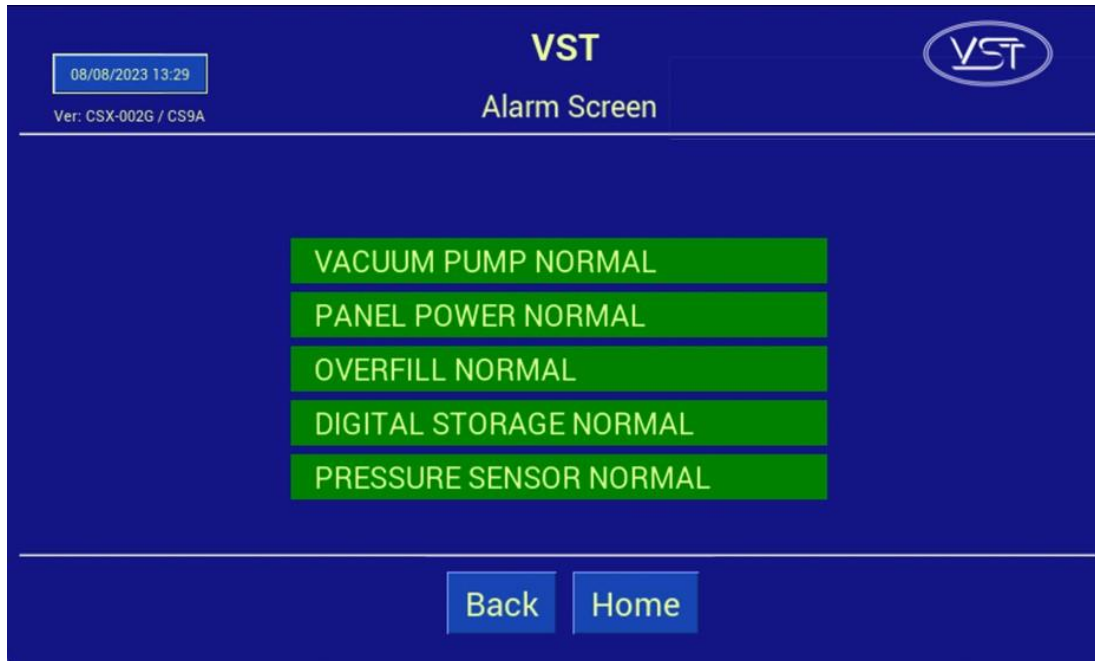 VST
08/08/2023 13:29
Ver: CSX-002G / CS9A
Alarm Screen
VST
VACUUM PUMP NORMAL
PANEL POWER NORMAL
OVERFILL NORMAL
DIGITAL STORAGE NORMAL
PRESSURE SENSOR NORMAL
Back
Home